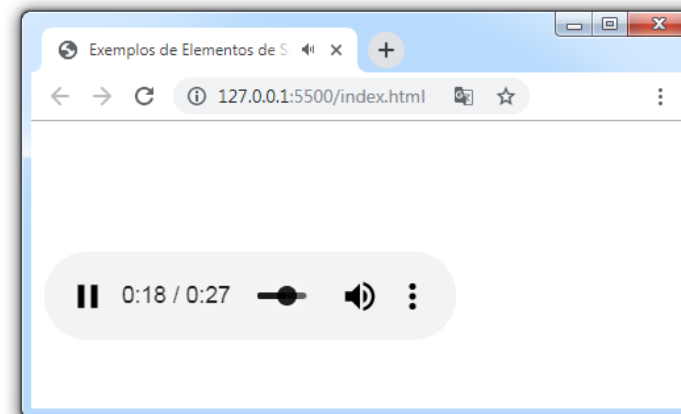 Exemplos de Elementos de S
127.0.0.1:5500/index.html
0:18 / 0:27